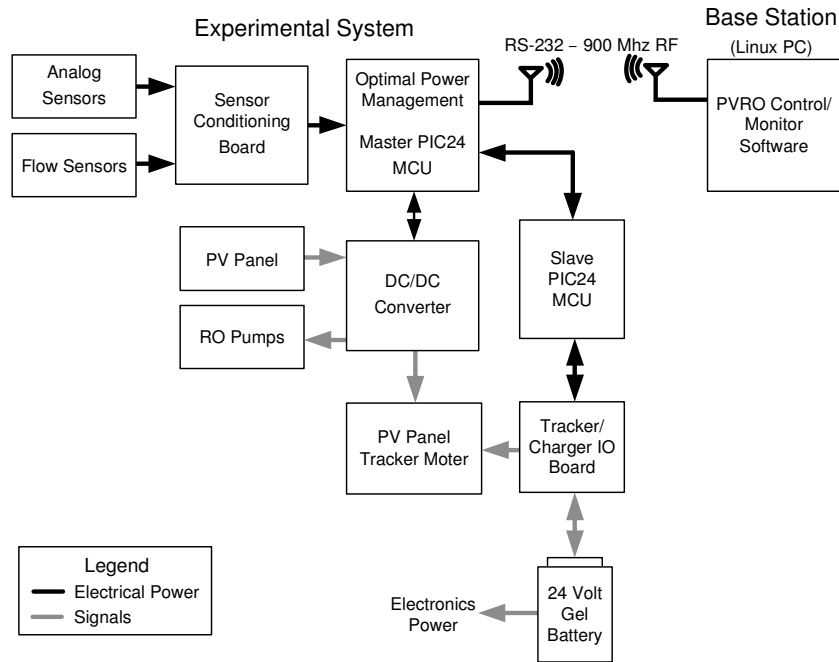 Experimental System
Base Station
(Linux PC)
RS-232 – 900 Mhz RF
Analog
Sensors
Flow Sensors
Sensor
Conditioning
Board
Optimal Power
Management
Master PIC24
MCU
PVRO Control/
Monitor
Software
PV Panel
RO Pumps
DC/DC
Converter
Slave
PIC24
MCU
PV Panel
Tracker Moter
Tracker/
Charger IO
Board
Legend
Electrical Power
Signals
Electronics
Power
24 Volt
Gel
Battery